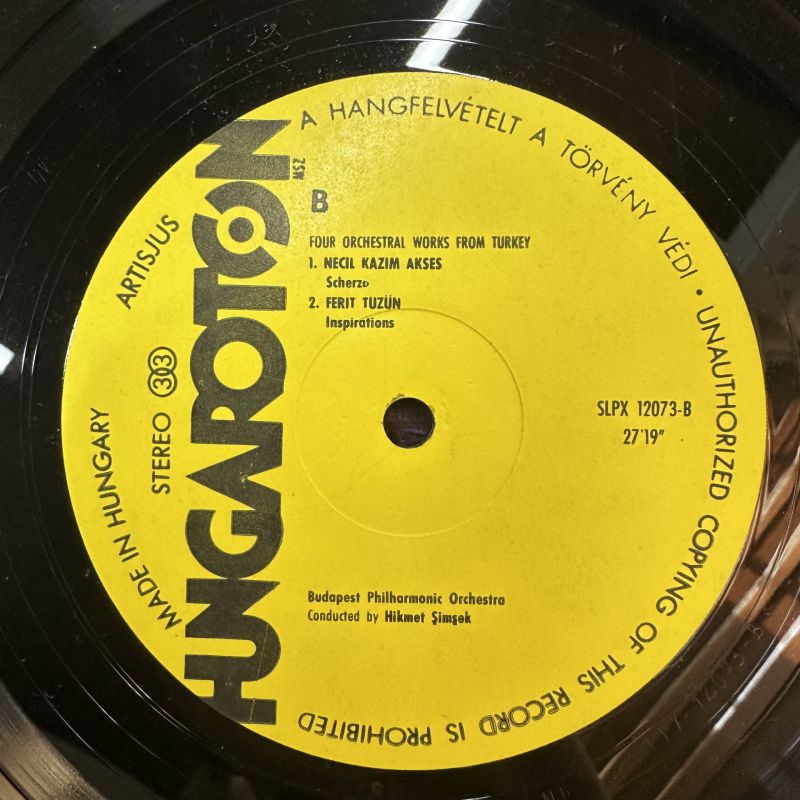 HUNGAROTON
MSZ
B
FOUR ORCHESTRAL WORKS FROM TURKEY
1. NECIL KAZIM AKSES
Scherzo
2. FERIT TUZÜN
Inspirations
SLPX 12073-B
27'19"
Budapest Philharmonic Orchestra
Conducted by Hikmet Şimşek
STEREO 33
ARTISJUS
MADE IN HUNGARY
A HANGFELVÉTELT A TÖRVÉNY VÉDI • UNAUTHORIZED COPYING OF THIS RECORD IS PROHIBITED